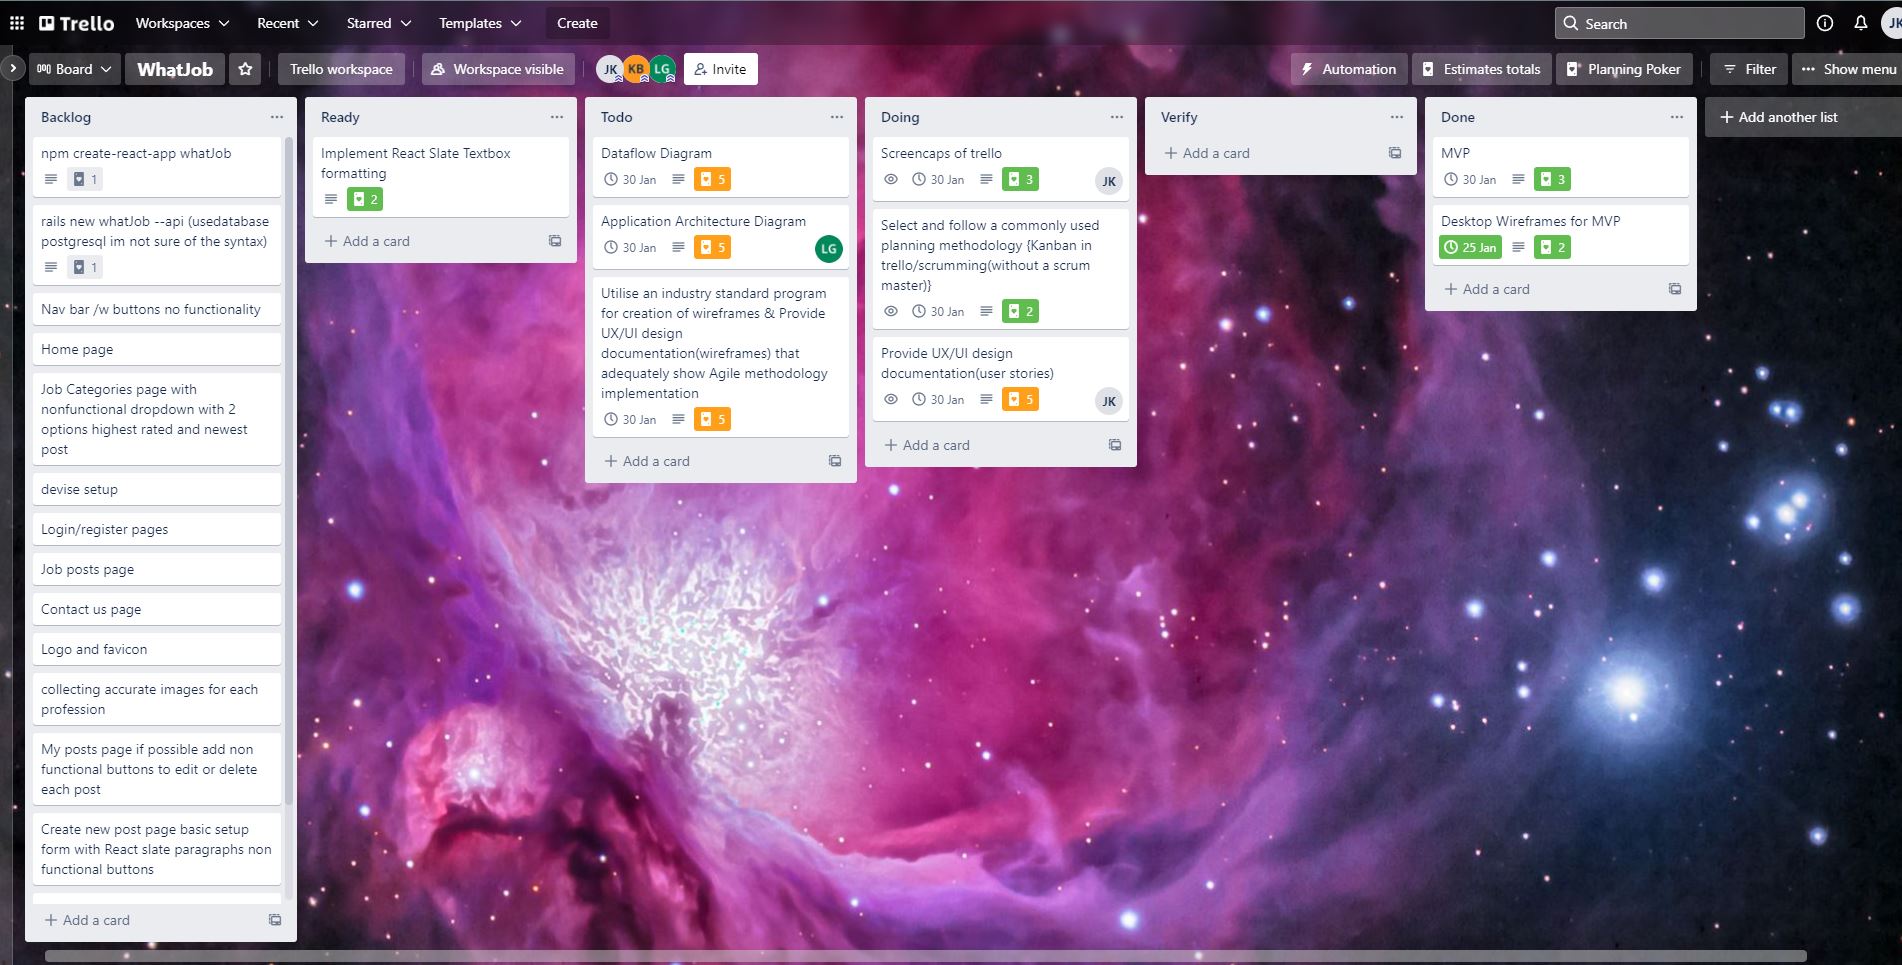 Trello Workspaces Recent Starred Templates Create Search JK
Board WhatJob Trello workspace Workspace visible JK KB LG Invite Automation Estimates totals Planning Poker Filter Show menu
Backlog
npm create-react-app whatJob
1
rails new whatJob --api (usedatabase
postgresql im not sure of the syntax)
1
Nav bar /w buttons no functionality
Home page
Job Categories page with
nonfunctional dropdown with 2
options highest rated and newest
post
devise setup
Login/register pages
Job posts page
Contact us page
Logo and favicon
collecting accurate images for each
profession
My posts page if possible add non
functional buttons to edit or delete
each post
Create new post page basic setup
form with React slate paragraphs non
functional buttons
Add a card
Ready
Implement React Slate Textbox
formatting
2
Add a card
Todo
Dataflow Diagram
30 Jan 5
Application Architecture Diagram
30 Jan 5 LG
Utilise an industry standard program
for creation of wireframes & Provide
UX/UI design
documentation(wireframes) that
adequately show Agile methodology
implementation
30 Jan 5
Add a card
Doing
Screencaps of trello
30 Jan 3 JK
Select and follow a commonly used
planning methodology {Kanban in
trello/scrumming(without a scrum
master)}
30 Jan 2
Provide UX/UI design
documentation(user stories)
30 Jan 5 JK
Add a card
Verify
Add a card
Done
MVP
30 Jan 3
Desktop Wireframes for MVP
25 Jan 2
Add a card
Add another list